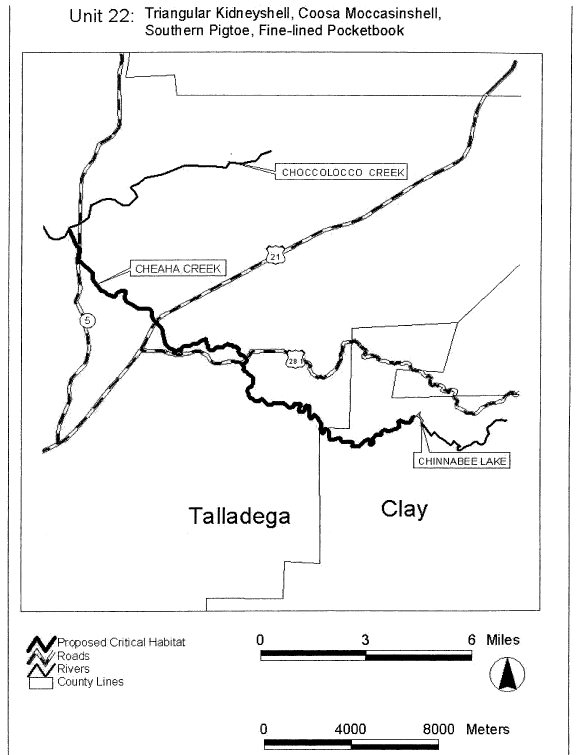 Unit 22: Triangular Kidneyshell, Coosa Moccasinshell,
Southern Pigtoe, Fine-lined Pocketbook
CHOCCOLOCCO CREEK
21
CHEAHA CREEK
5
281
CHINNABEE LAKE
Talladega
Clay
Proposed Critical Habitat
Roads
Rivers
County Lines
0 3 6 Miles
0 4000 8000 Meters